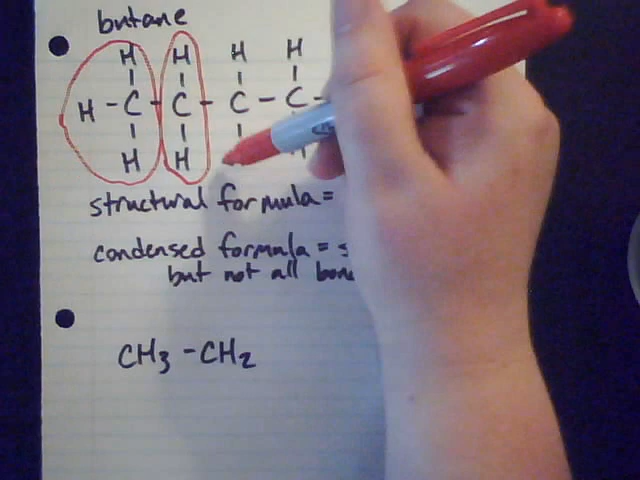 butane
H H H H
H - C - C - C - C -
H H H
structural formula =
condensed formula =
but not all
CH3 - CH2